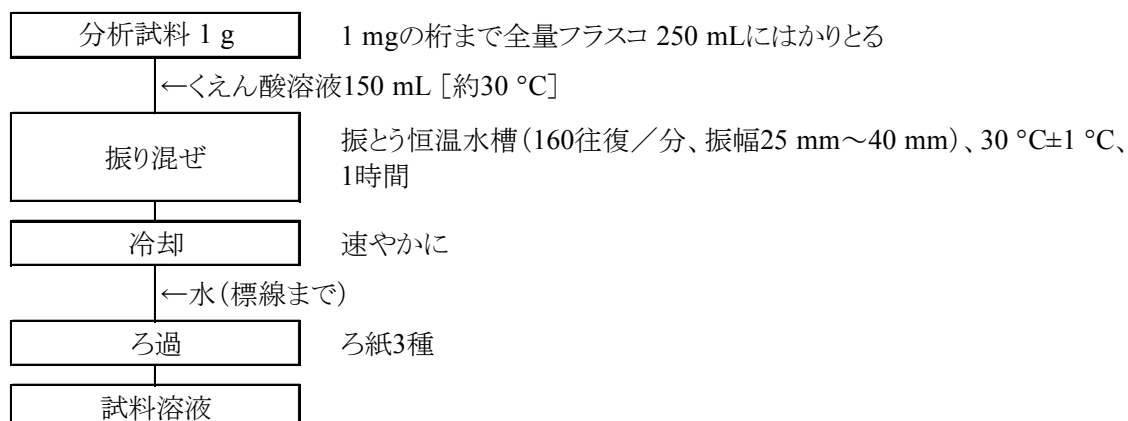 分析試料 1 g
1 mgの桁まで全量フラスコ 250 mLにはかりとる
←くえん酸溶液150 mL [約30 °C]
振り混ぜ
振とう恒温水槽(160往復／分、振幅25 mm～40 mm)、30 °C±1 °C、
1時間
冷却
速やかに
←水(標線まで)
ろ過
ろ紙3種
試料溶液